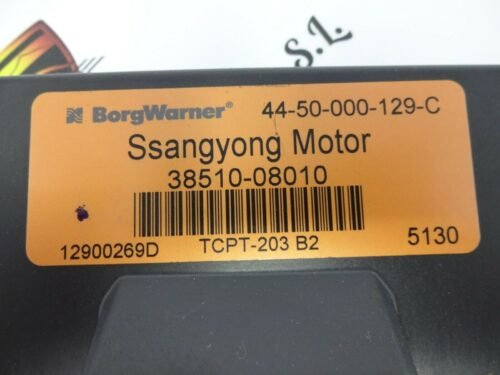 S.L.
BorgWarner® 44-50-000-129-C
Ssangyong Motor
38510-08010
12900269D TCPT-203 B2 5130